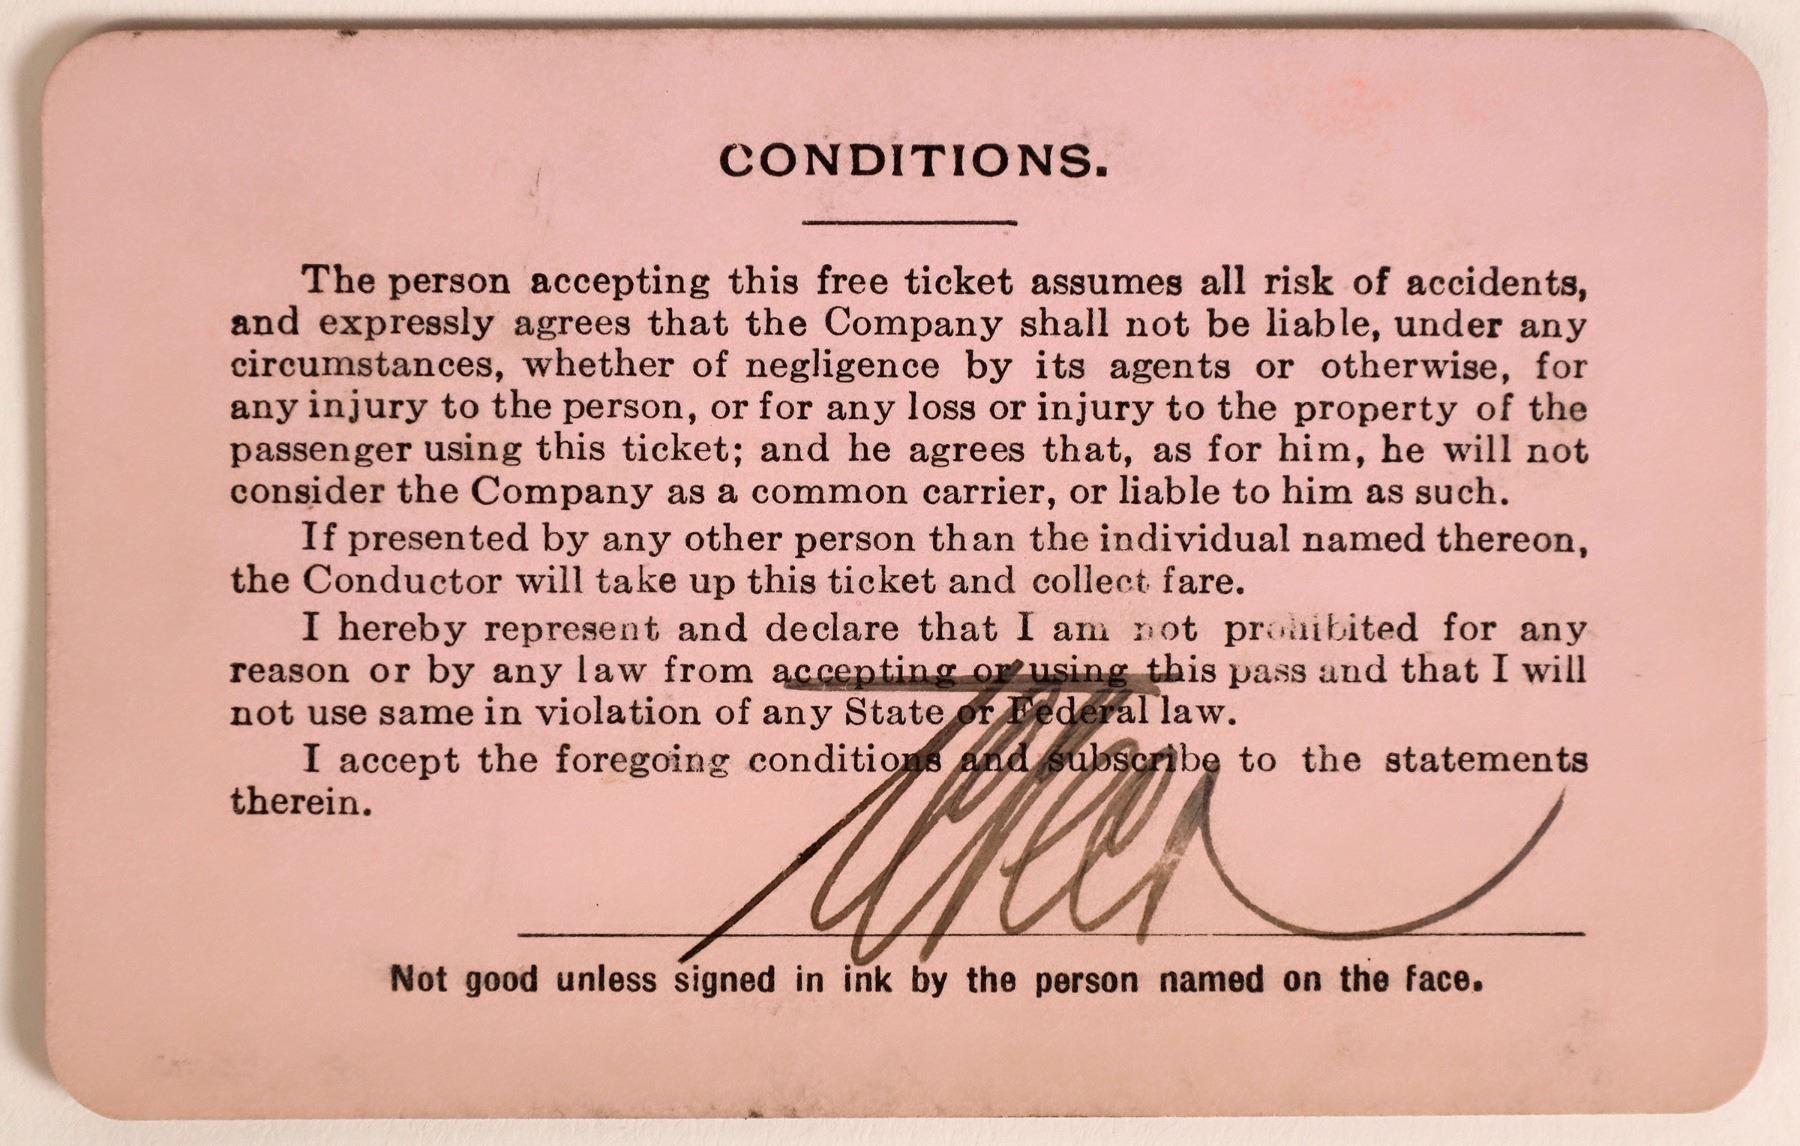 CONDITIONS.
The person accepting this free ticket assumes all risk of accidents,
and expressly agrees that the Company shall not be liable, under any
circumstances, whether of negligence by its agents or otherwise, for
any injury to the person, or for any loss or injury to the property of the
passenger using this ticket; and he agrees that, as for him, he will not
consider the Company as a common carrier, or liable to him as such.
If presented by any other person than the individual named thereon,
the Conductor will take up this ticket and collect fare.
I hereby represent and declare that I am not prohibited for any
reason or by any law from accepting or using this pass and that I will
not use same in violation of any State or Federal law.
I accept the foregoing conditions and subscribe to the statements
therein.
Not good unless signed in ink by the person named on the face.